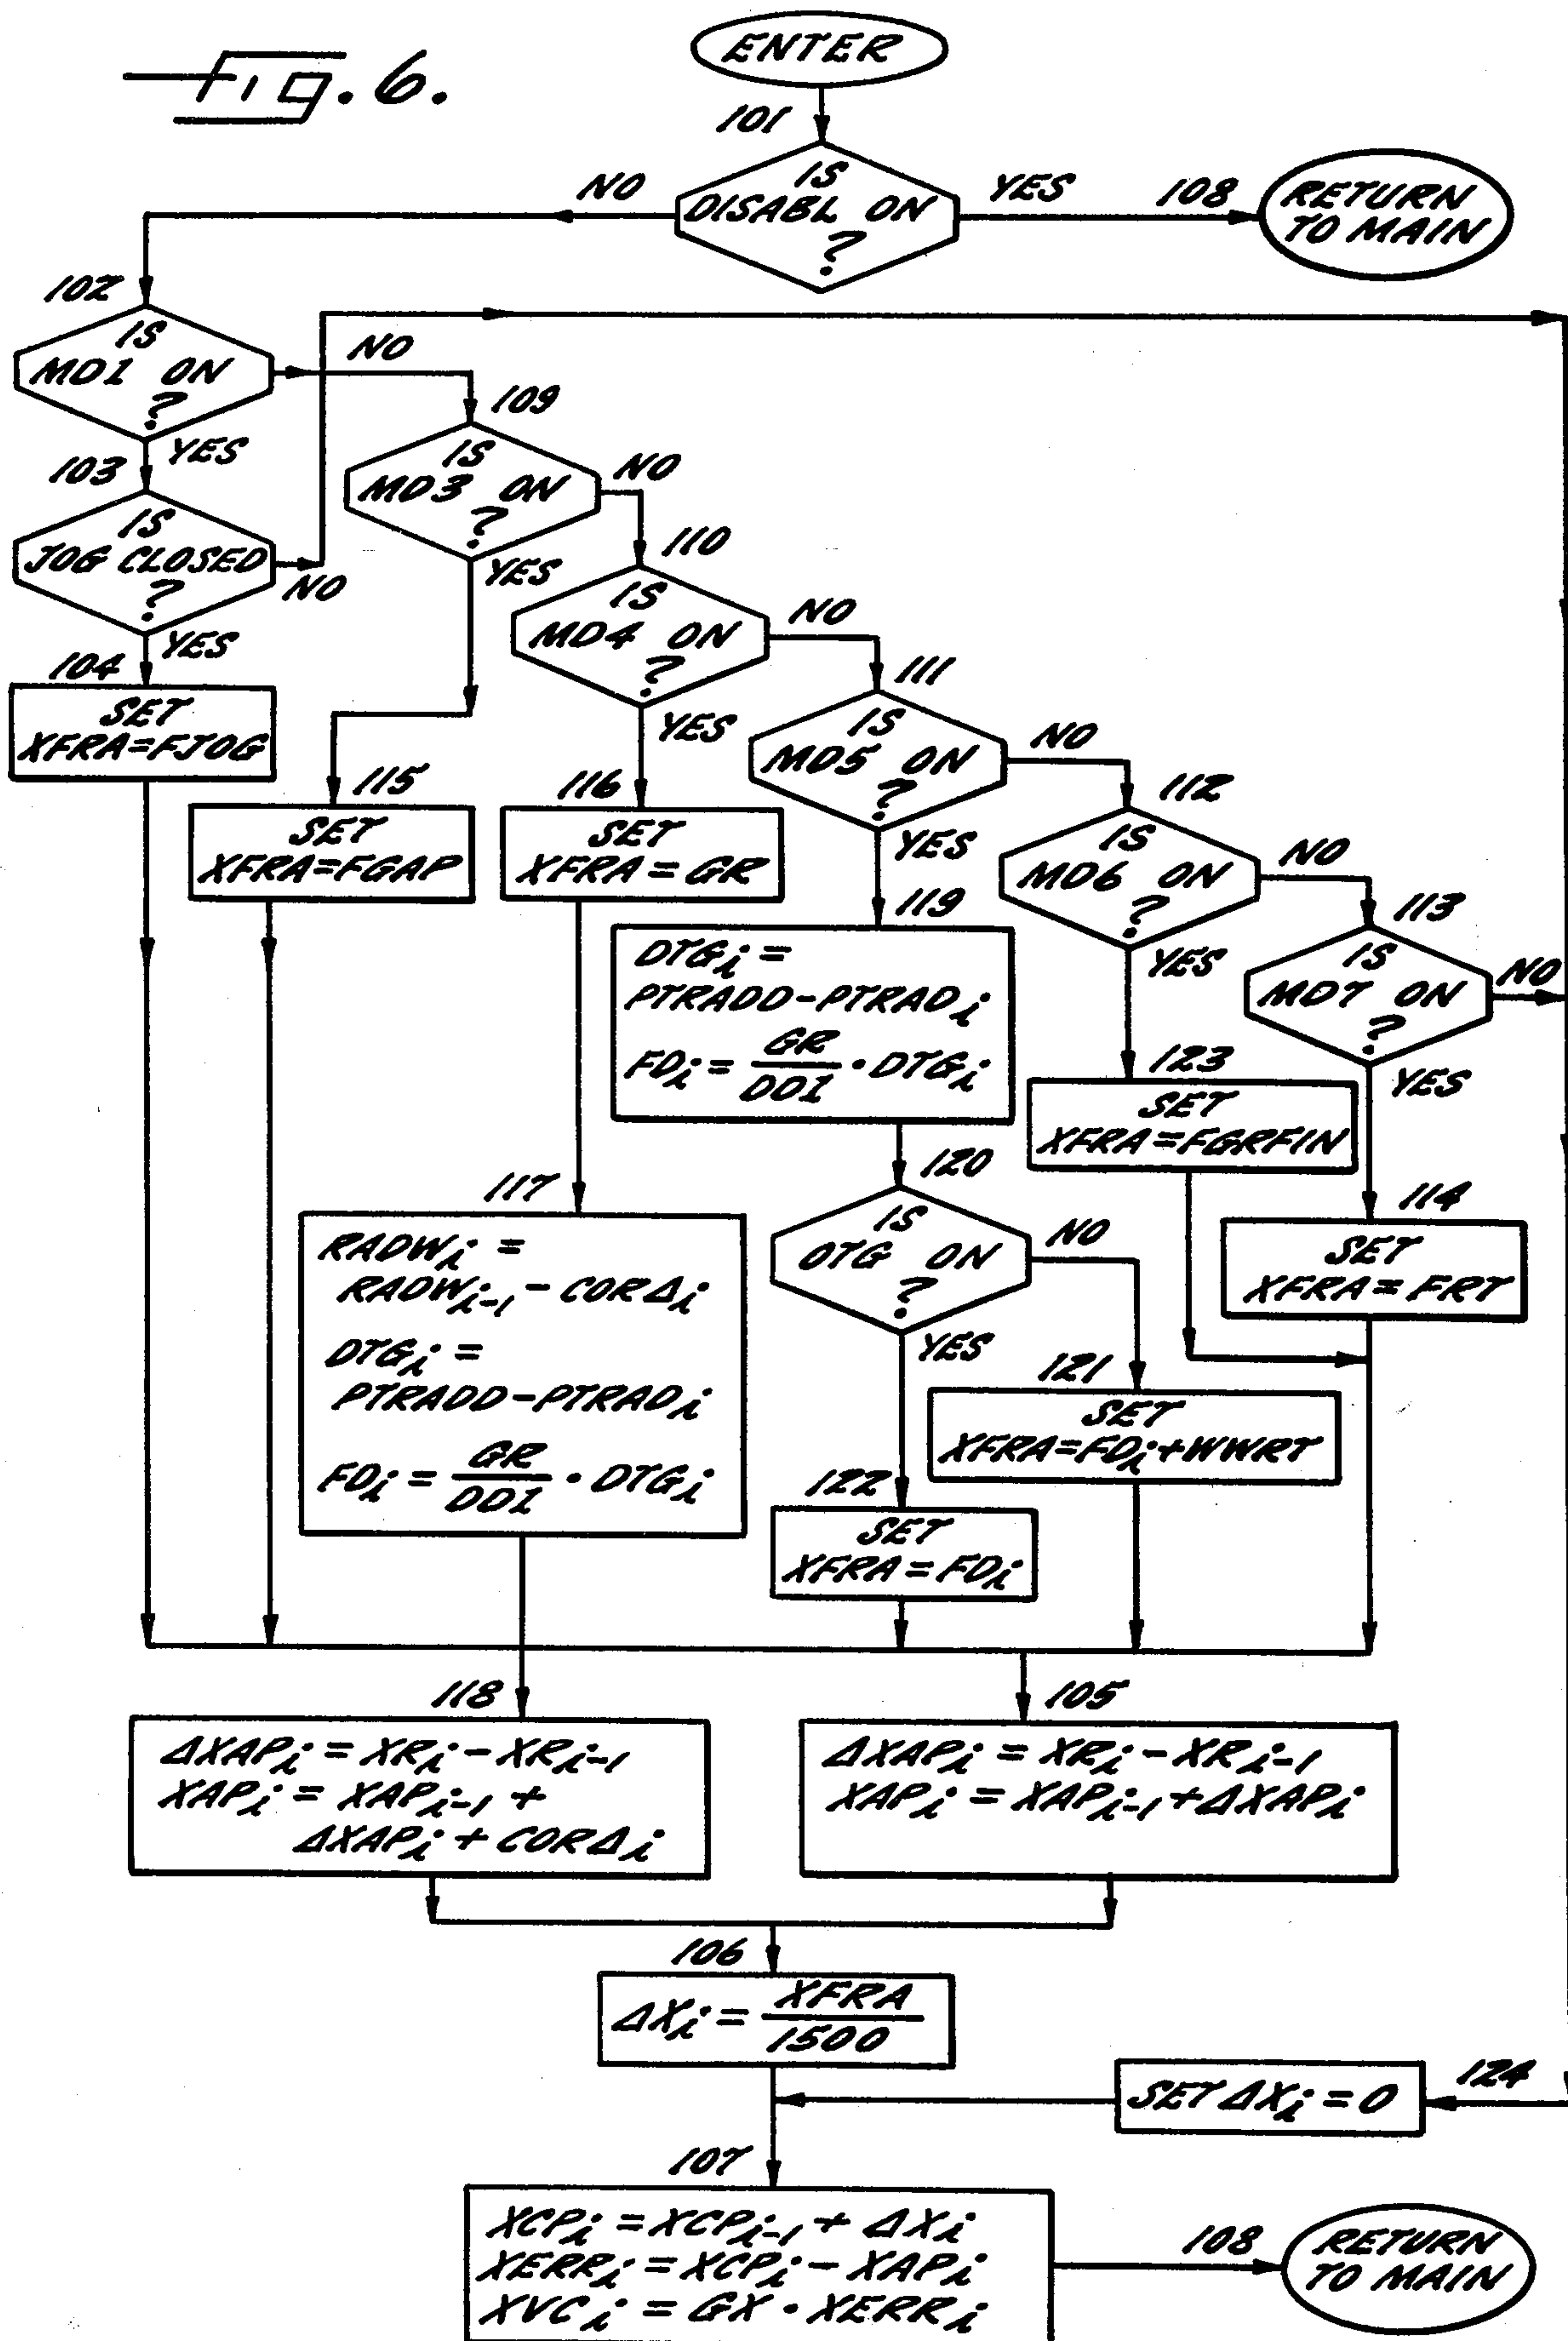 Fig. 6.
ENTER
101
IS
DISABL ON
?
NO
YES
108
RETURN
TO MAIN
102
IS
MD1 ON
?
NO
YES
103
IS
JOG CLOSED
?
NO
YES
104
SET
XFRA=FJOG
109
IS
MD3 ON
?
NO
YES
110
IS
MD4 ON
?
NO
YES
111
IS
MD5 ON
?
NO
YES
112
IS
MD6 ON
?
NO
YES
113
IS
MD7 ON
?
NO
YES
115
SET
XFRA=FGAP
116
SET
XFRA=GR
119
DTGi =
PTRADD-PTRADi
FDi = GR/DDI · DTGi
123
SET
XFRA=FGRFIN
114
SET
XFRA=FRT
117
RADWi =
RADWi-1 - CORΔi
DTGi =
PTRADD-PTRADi
FDi = GR/DDI · DTGi
120
IS
OTG ON
?
NO
YES
121
SET
XFRA=FDi+WWRT
122
SET
XFRA=FDi
118
ΔXAPi = XRi - XRi-1
XAPi = XAPi-1 +
ΔXAPi + CORΔi
105
ΔXAPi = XRi - XRi-1
XAPi = XAPi-1 + ΔXAPi
106
ΔXi = XFRA/1500
124
SET ΔXi = 0
107
XCPi = XCPi-1 + ΔXi
XERRi = XCPi - XAPi
XVCi = GX · XERRi
108
RETURN
TO MAIN